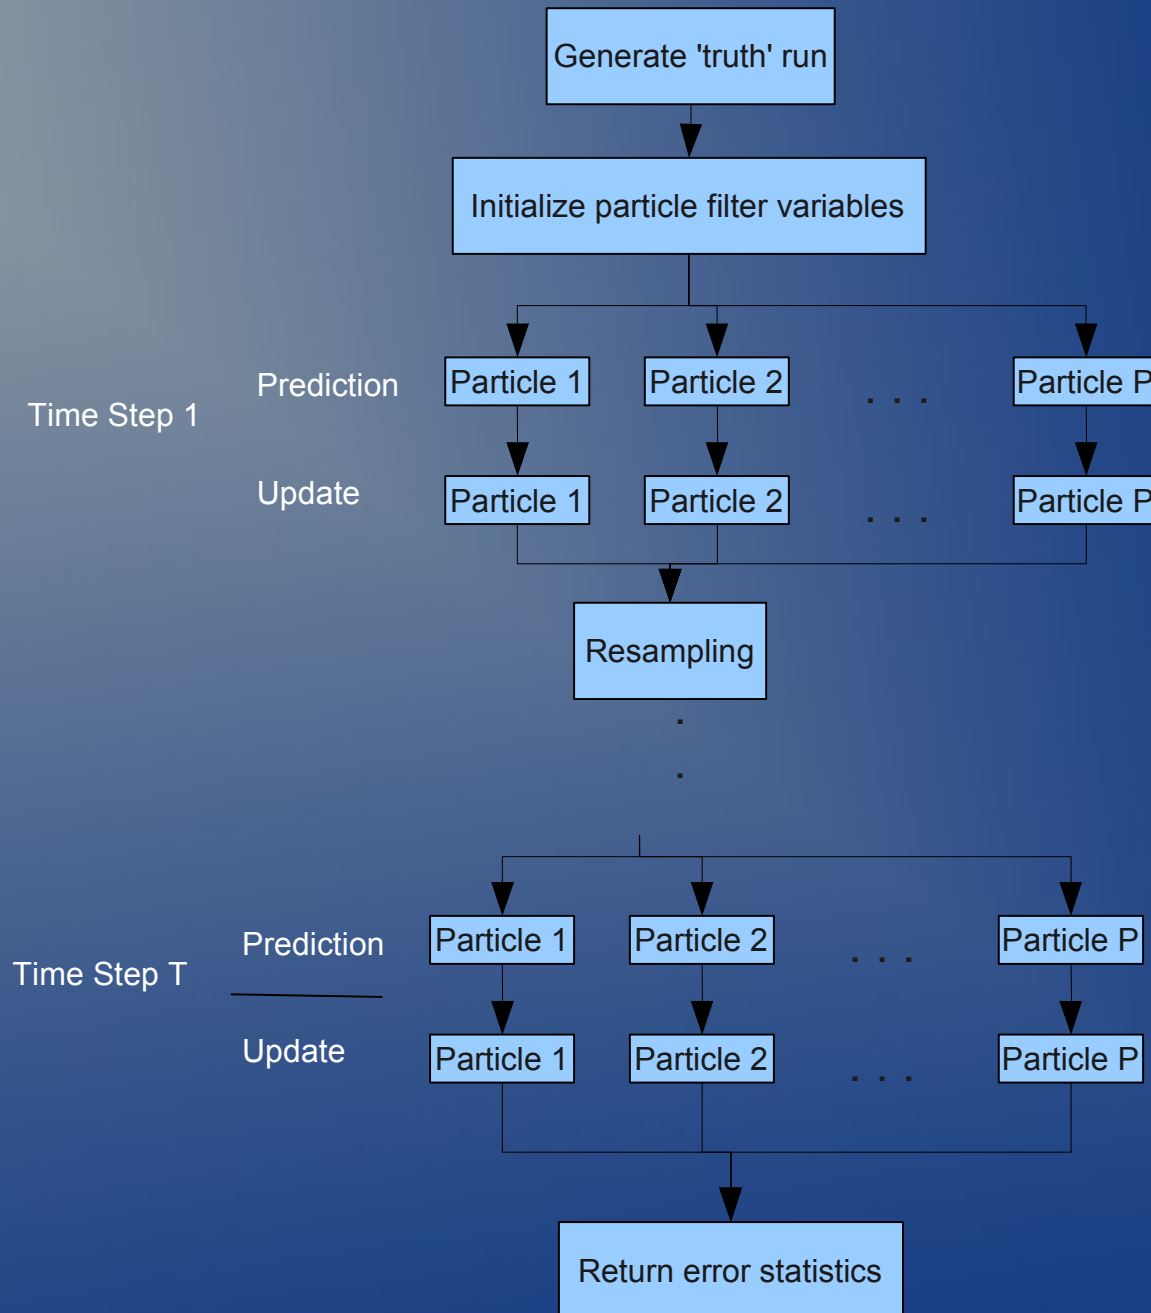 Generate 'truth' run
Initialize particle filter variables
Prediction
Particle 1 Particle 2 . . . Particle P
Time Step 1
Update
Particle 1 Particle 2 . . . Particle P
Resampling
.
.
Prediction
Particle 1 Particle 2 . . . Particle P
Time Step T
Update
Particle 1 Particle 2 . . . Particle P
Return error statistics